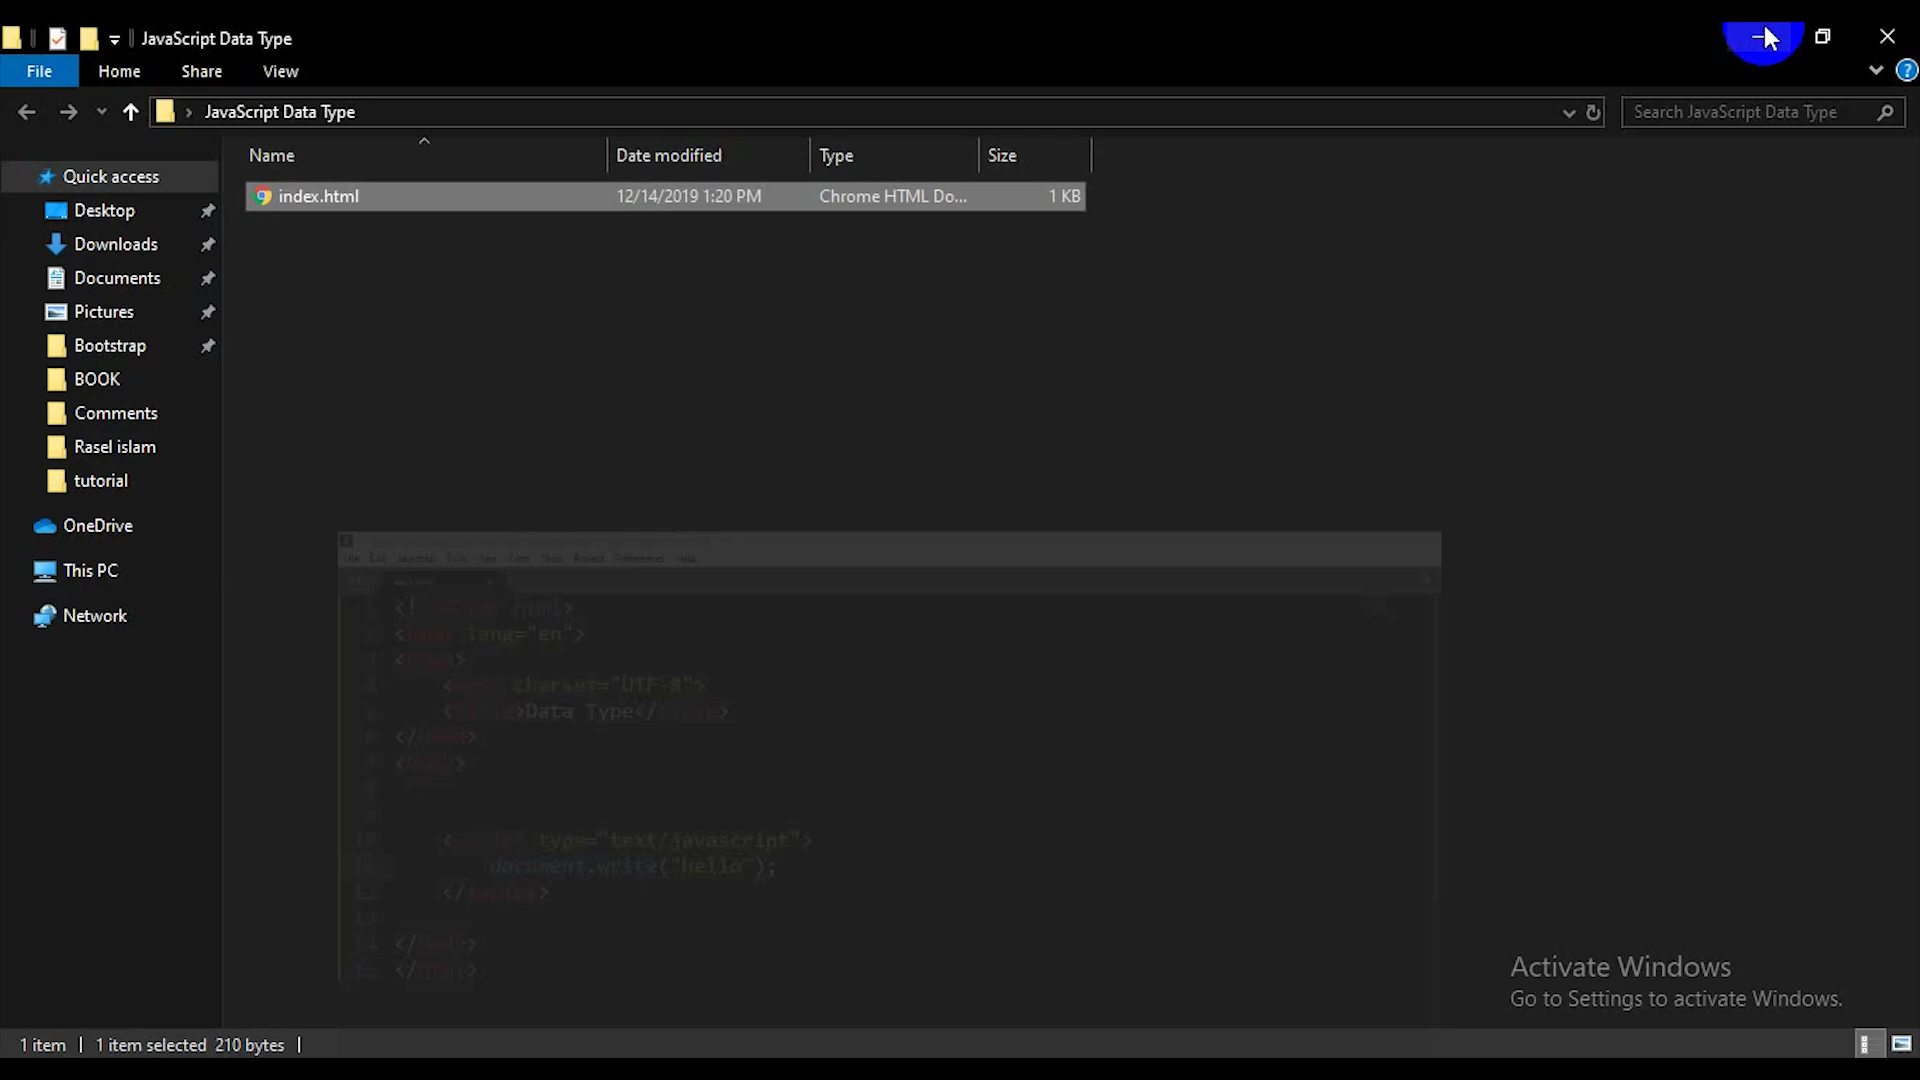 JavaScript Data Type
File Home Share View
JavaScript Data Type
Search JavaScript Data Type
Name Date modified Type Size
Quick access
index.html 12/14/2019 1:20 PM Chrome HTML Do... 1 KB
Desktop
Downloads
Documents
Pictures
Bootstrap
BOOK
Comments
Rasel islam
tutorial
OneDrive
This PC
Network
html>
lang="en">
charset="UTF-8">
>Data Type</
type="text/javascript">
document.write("hello");
Activate Windows
Go to Settings to activate Windows.
1 item 1 item selected 210 bytes